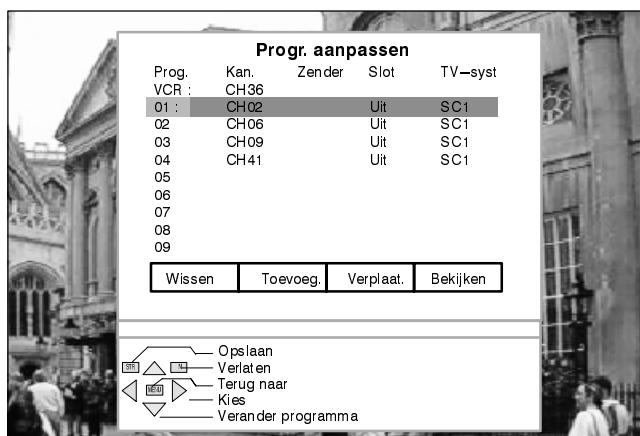 Progr. aanpassen
Prog. Kan. Zender Slot TV-syst
VCR : CH36
01 : CH02 Uit SC1
02 CH06 Uit SC1
03 CH09 Uit SC1
04 CH41 Uit SC1
05
06
07
08
09
Wissen Toevoeg. Verplaat. Bekijken
Opslaan
STR N Verlaten
MENU Terug naar
Kies
Verander programma